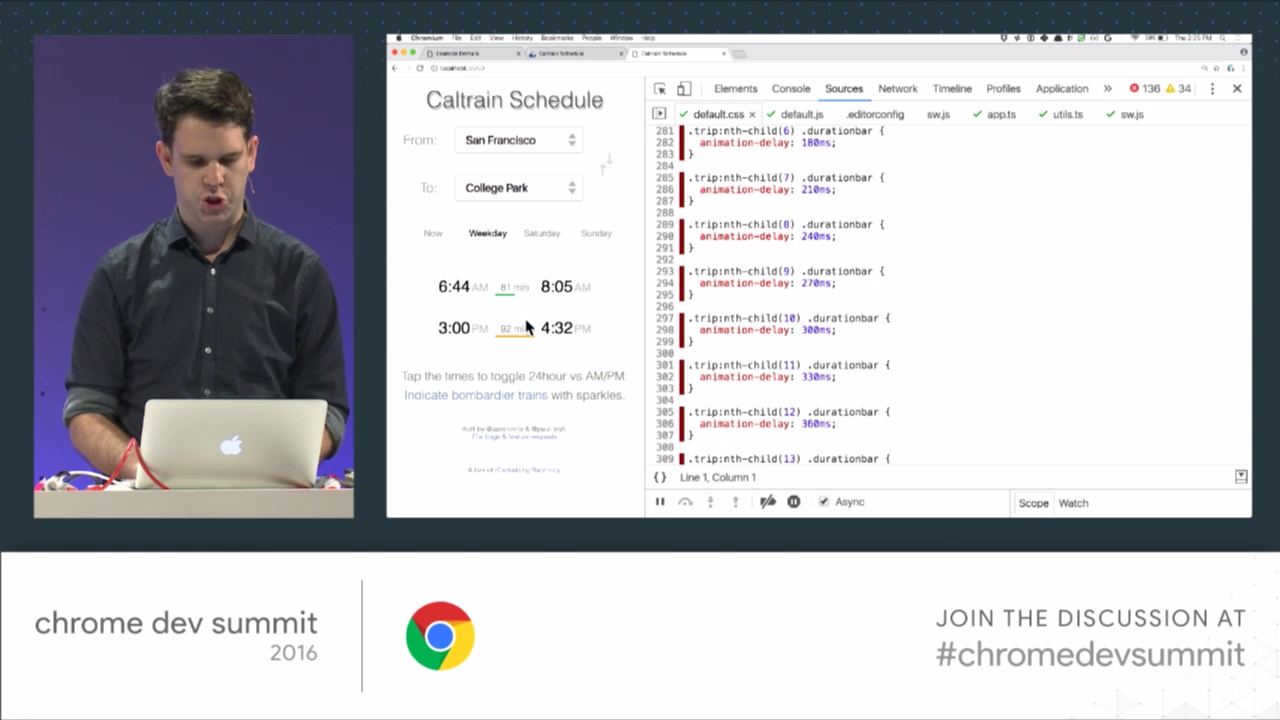 Chromium File Edit View History Bookmarks People Window Help
Thu 2:25 PM
Example Domain
Caltrain Schedule
Caltrain Schedule
Caltrain Schedule
From: San Francisco
To: College Park
Now Weekday Saturday Sunday
6:44 AM 81 min 8:05 AM
3:00 PM 92 4:32 PM
Tap the times to toggle 24hour vs AM/PM.
Indicate bombardier trains with sparkles.
Elements Console Sources Network Timeline Profiles Application » 136 34
default.css × default.js .editorconfig sw.js app.ts utils.ts sw.js
281 .trip:nth-child(6) .durationbar {
282 animation-delay: 180ms;
283 }
284
285 .trip:nth-child(7) .durationbar {
286 animation-delay: 210ms;
287 }
288
289 .trip:nth-child(8) .durationbar {
290 animation-delay: 240ms;
291 }
292
293 .trip:nth-child(9) .durationbar {
294 animation-delay: 270ms;
295 }
296
297 .trip:nth-child(10) .durationbar {
298 animation-delay: 300ms;
299 }
300
301 .trip:nth-child(11) .durationbar {
302 animation-delay: 330ms;
303 }
304
305 .trip:nth-child(12) .durationbar {
306 animation-delay: 360ms;
307 }
308
309 .trip:nth-child(13) .durationbar {
{} Line 1, Column 1
Async
Scope Watch
chrome dev summit
2016
JOIN THE DISCUSSION AT
#chromedevsummit